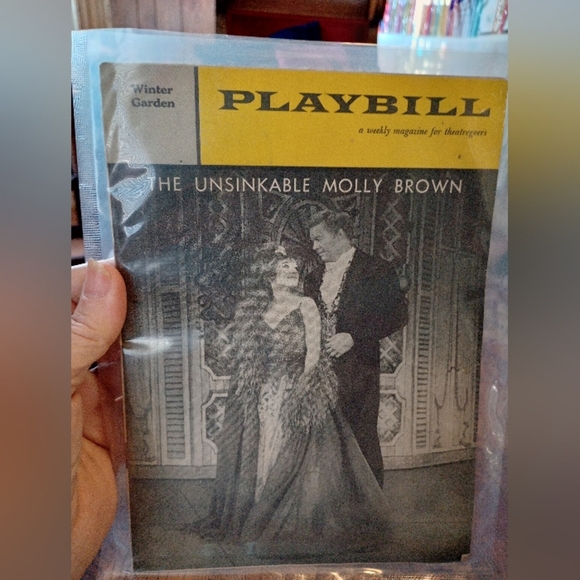 Winter
Garden
PLAYBILL
a weekly magazine for theatregoers
THE UNSINKABLE MOLLY BROWN